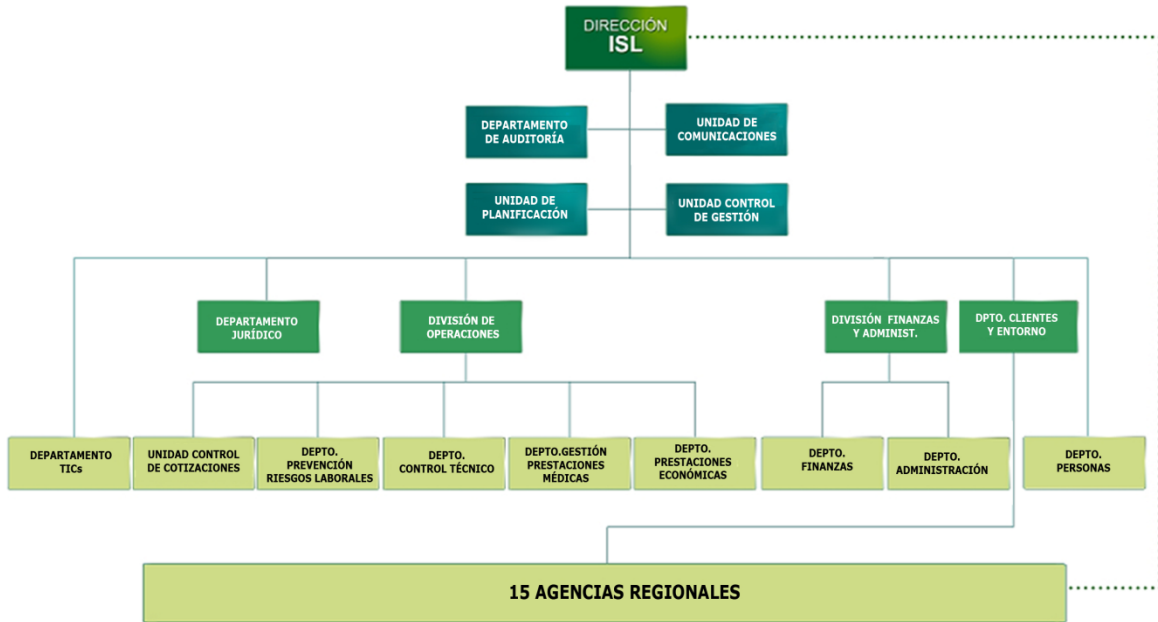 DIRECCIÓN
ISL
DEPARTAMENTO
DE AUDITORÍA
UNIDAD DE
COMUNICACIONES
UNIDAD DE
PLANIFICACIÓN
UNIDAD CONTROL
DE GESTIÓN
DEPARTAMENTO
JURÍDICO
DIVISIÓN DE
OPERACIONES
DIVISIÓN FINANZAS
Y ADMINIST.
DPTO. CLIENTES
Y ENTORNO
DEPARTAMENTO
TICs
UNIDAD CONTROL
DE COTIZACIONES
DEPTO.
PREVENCIÓN
RIESGOS LABORALES
DEPTO.
CONTROL TÉCNICO
DEPTO.GESTIÓN
PRESTACIONES
MÉDICAS
DEPTO.
PRESTACIONES
ECONÓMICAS
DEPTO.
FINANZAS
DEPTO.
ADMINISTRACIÓN
DEPTO.
PERSONAS
15 AGENCIAS REGIONALES